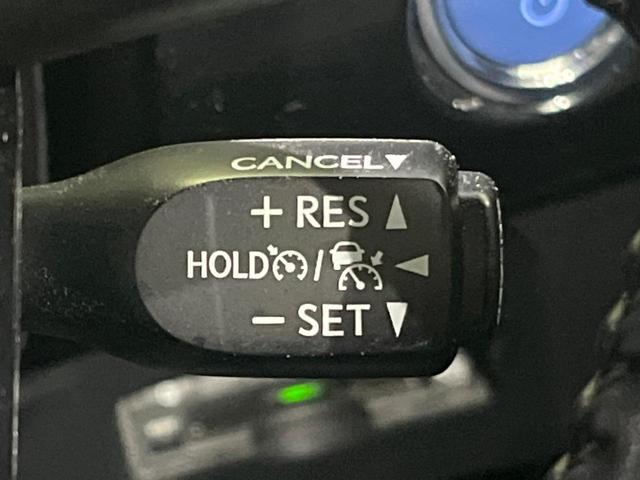 CANCEL▼
+ RES ▲
HOLD / ◀
− SET ▼